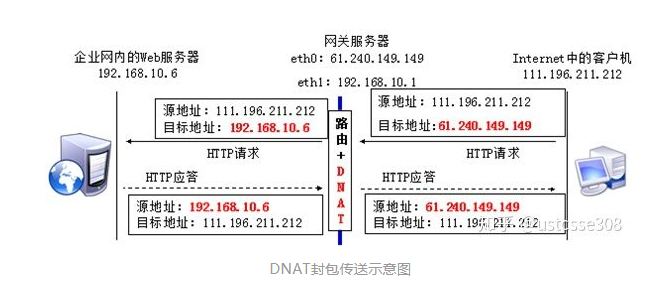 企业网内的Web服务器
192.168.10.6
网关服务器
eth0: 61.240.149.149
eth1: 192.168.10.1
Internet中的客户机
111.196.211.212
源地址: 111.196.211.212
目标地址: 192.168.10.6
HTTP请求
HTTP应答
源地址: 192.168.10.6
目标地址: 111.196.211.212
路由+DNAT
源地址: 111.196.211.212
目标地址:61.240.149.149
HTTP请求
HTTP应答
源地址: 61.240.149.149
目标地址: 111.196.211.212
知乎 @ustcsse308
DNAT封包传送示意图